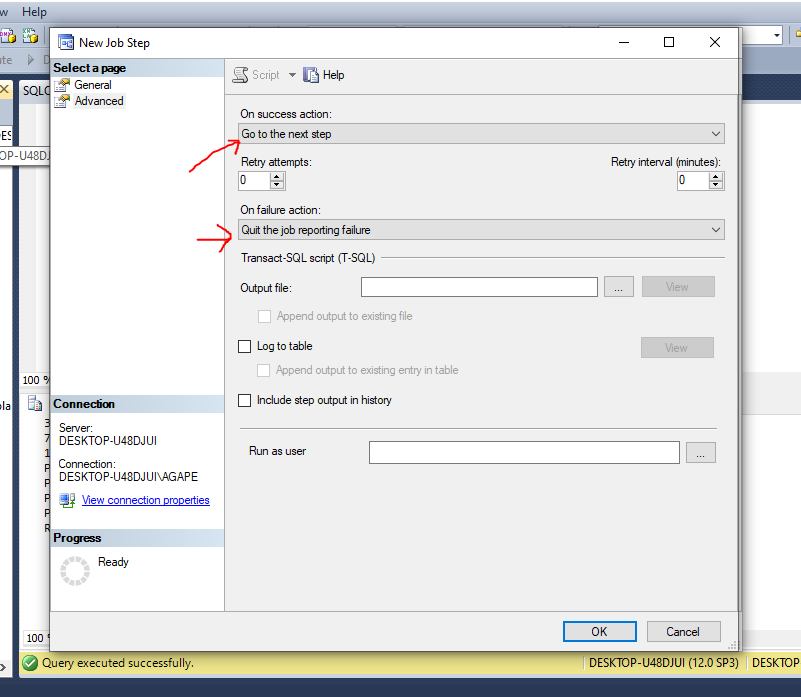 w Help
New Job Step
Select a page
General
Advanced
Script
Help
On success action:
Go to the next step
Retry attempts:
0
Retry interval (minutes):
0
On failure action:
Quit the job reporting failure
Transact-SQL script (T-SQL)
Output file:
...
View
Append output to existing file
Log to table
View
Append output to existing entry in table
Include step output in history
Run as user
...
Connection
Server:
DESKTOP-U48DJUI
Connection:
DESKTOP-U48DJUI\AGAPE
View connection properties
Progress
Ready
OK
Cancel
SQLC
OP-U48DJ
100 %
100 %
Query executed successfully.
DESKTOP-U48DJUI (12.0 SP3)
DESKTOP